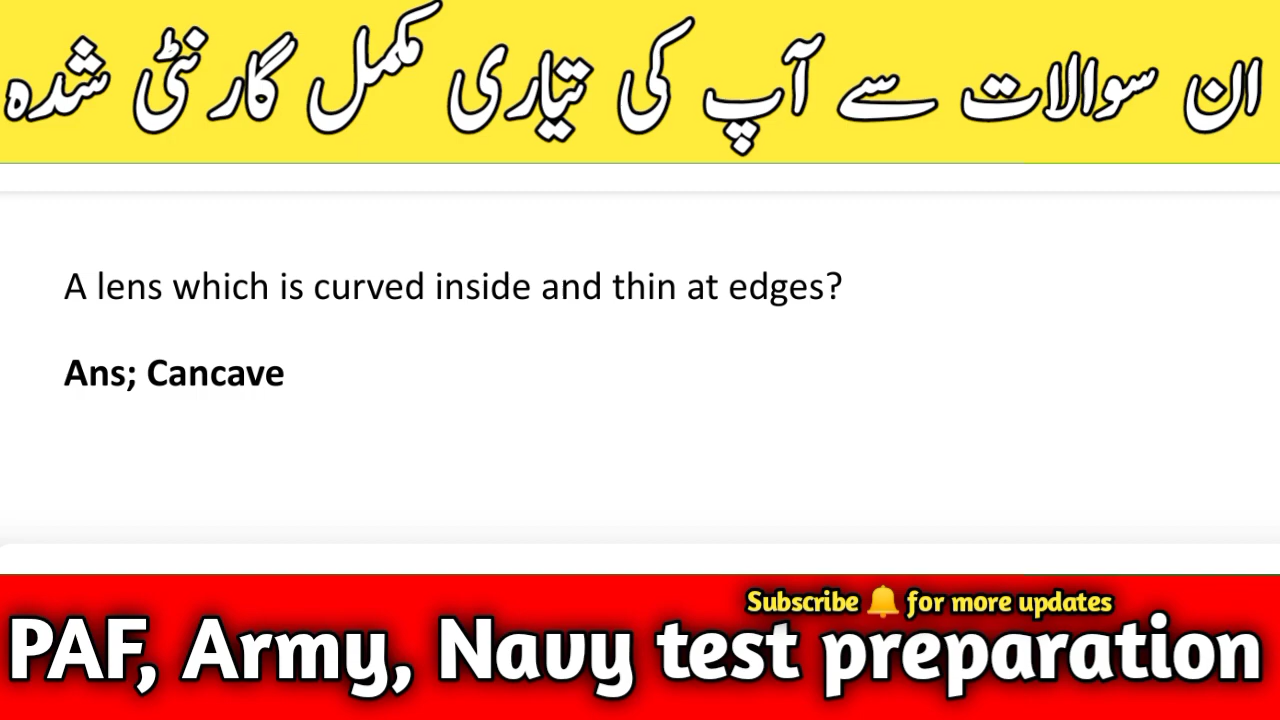 ان سوالات سے آپ کی تیاری مکمل گارنٹی شدہ
A lens which is curved inside and thin at edges?
Ans; Cancave
Subscribe 🔔 for more updates
PAF, Army, Navy test preparation